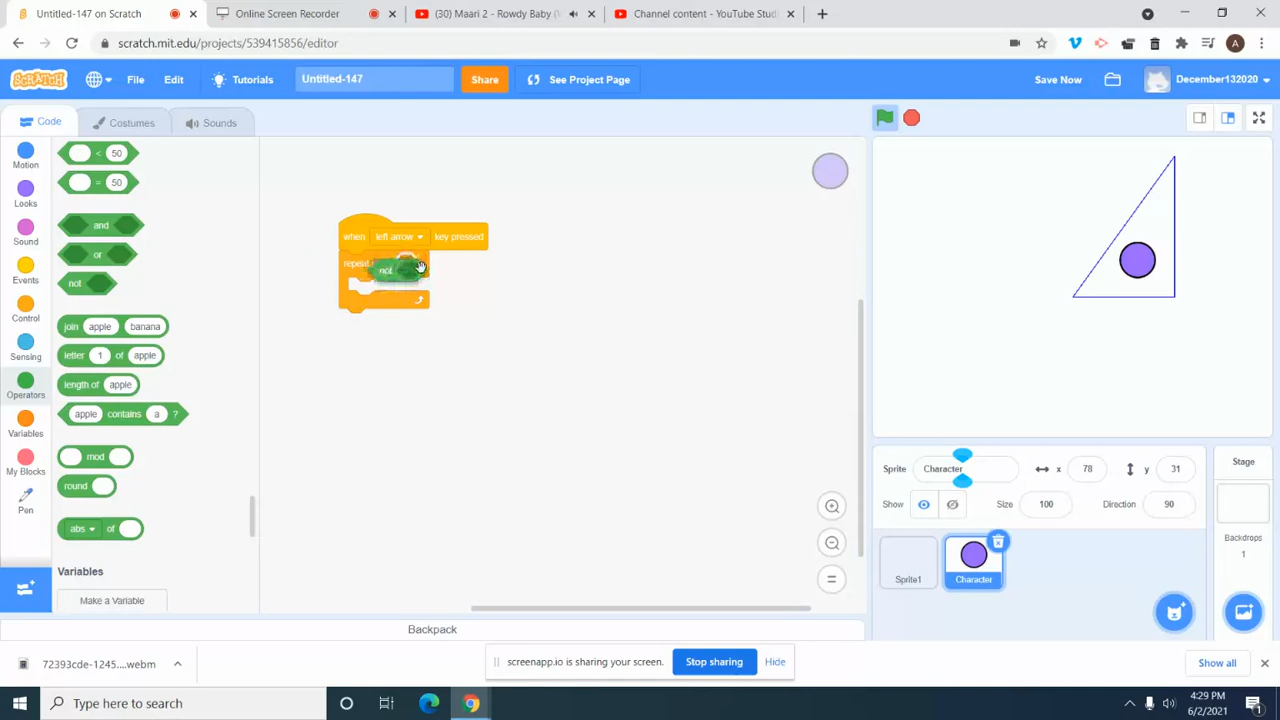 Untitled-147 on Scratch
Online Screen Recorder
(30) Maari 2 - Rowdy Baby (V
Channel content - YouTube Stud
scratch.mit.edu/projects/539415856/editor
A
SCRATCH
File
Edit
Tutorials
Untitled-147
Share
See Project Page
Save Now
December132020
Code
Costumes
Sounds
Motion
Looks
Sound
Events
Control
Sensing
Operators
Variables
My Blocks
Pen
< 50
= 50
and
or
not
join apple banana
letter 1 of apple
length of apple
apple contains a ?
mod
round
abs of
Variables
Make a Variable
when left arrow key pressed
repeat
not
Sprite
Character
x
78
y
31
Show
Size
100
Direction
90
Sprite1
Character
Stage
Backdrops
1
Backpack
72393cde-1245....webm
screenapp.io is sharing your screen.
Stop sharing
Hide
Show all
Type here to search
4:29 PM
6/2/2021
1